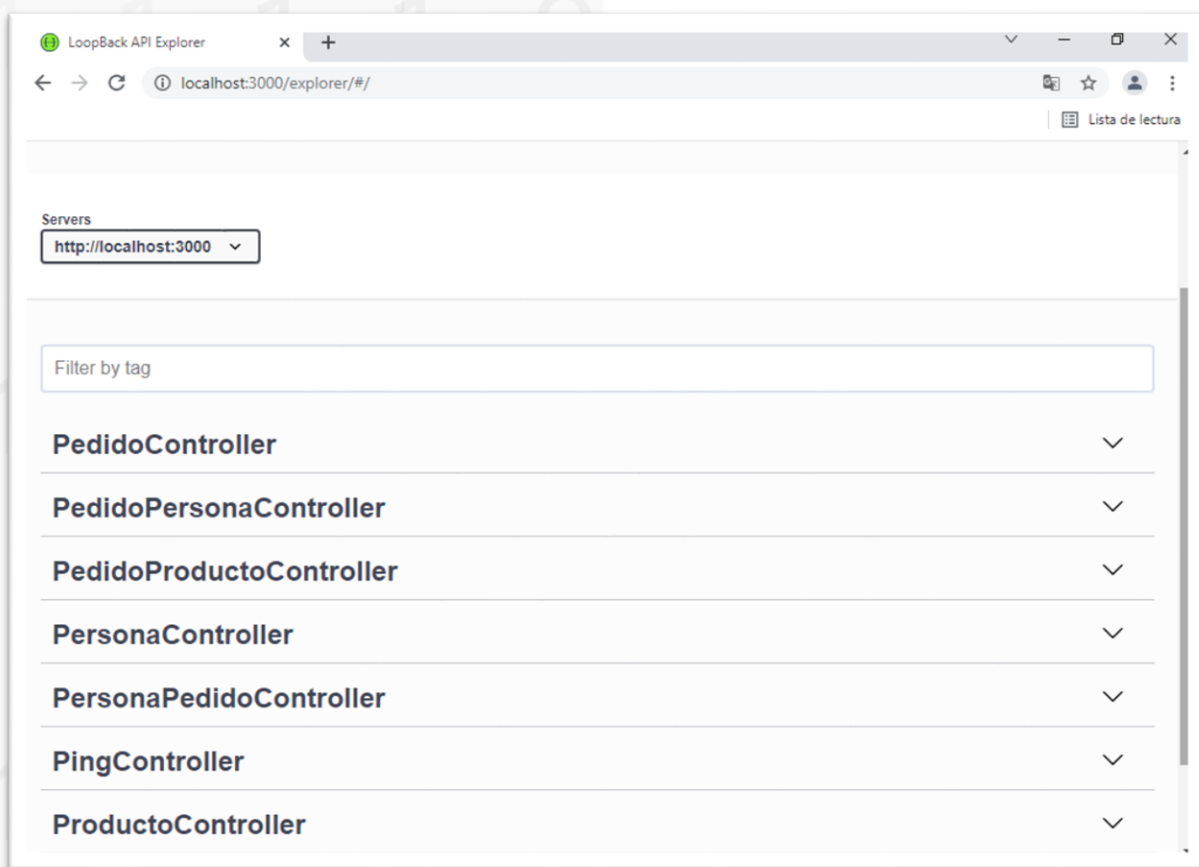 LoopBack API Explorer
localhost:3000/explorer/#/
Lista de lectura
Servers
http://localhost:3000
Filter by tag
PedidoController
PedidoPersonaController
PedidoProductoController
PersonaController
PersonaPedidoController
PingController
ProductoController